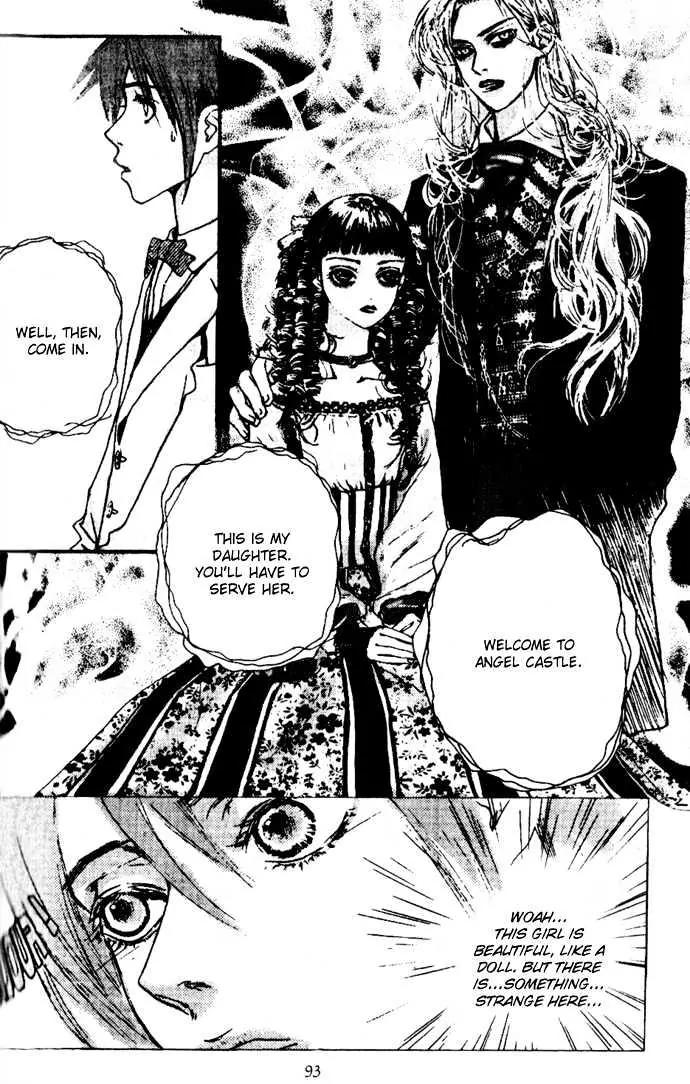 WELCOME TO
ANGEL CASTLE.
THIS IS MY
DAUGHTER.
YOU'LL HAVE TO
SERVE HER.
WELL, THEN,
COME IN.
WOAH...
THIS GIRL IS
BEAUTIFUL, LIKE A
DOLL. BUT THERE
IS...SOMETHING...
STRANGE HERE...
93